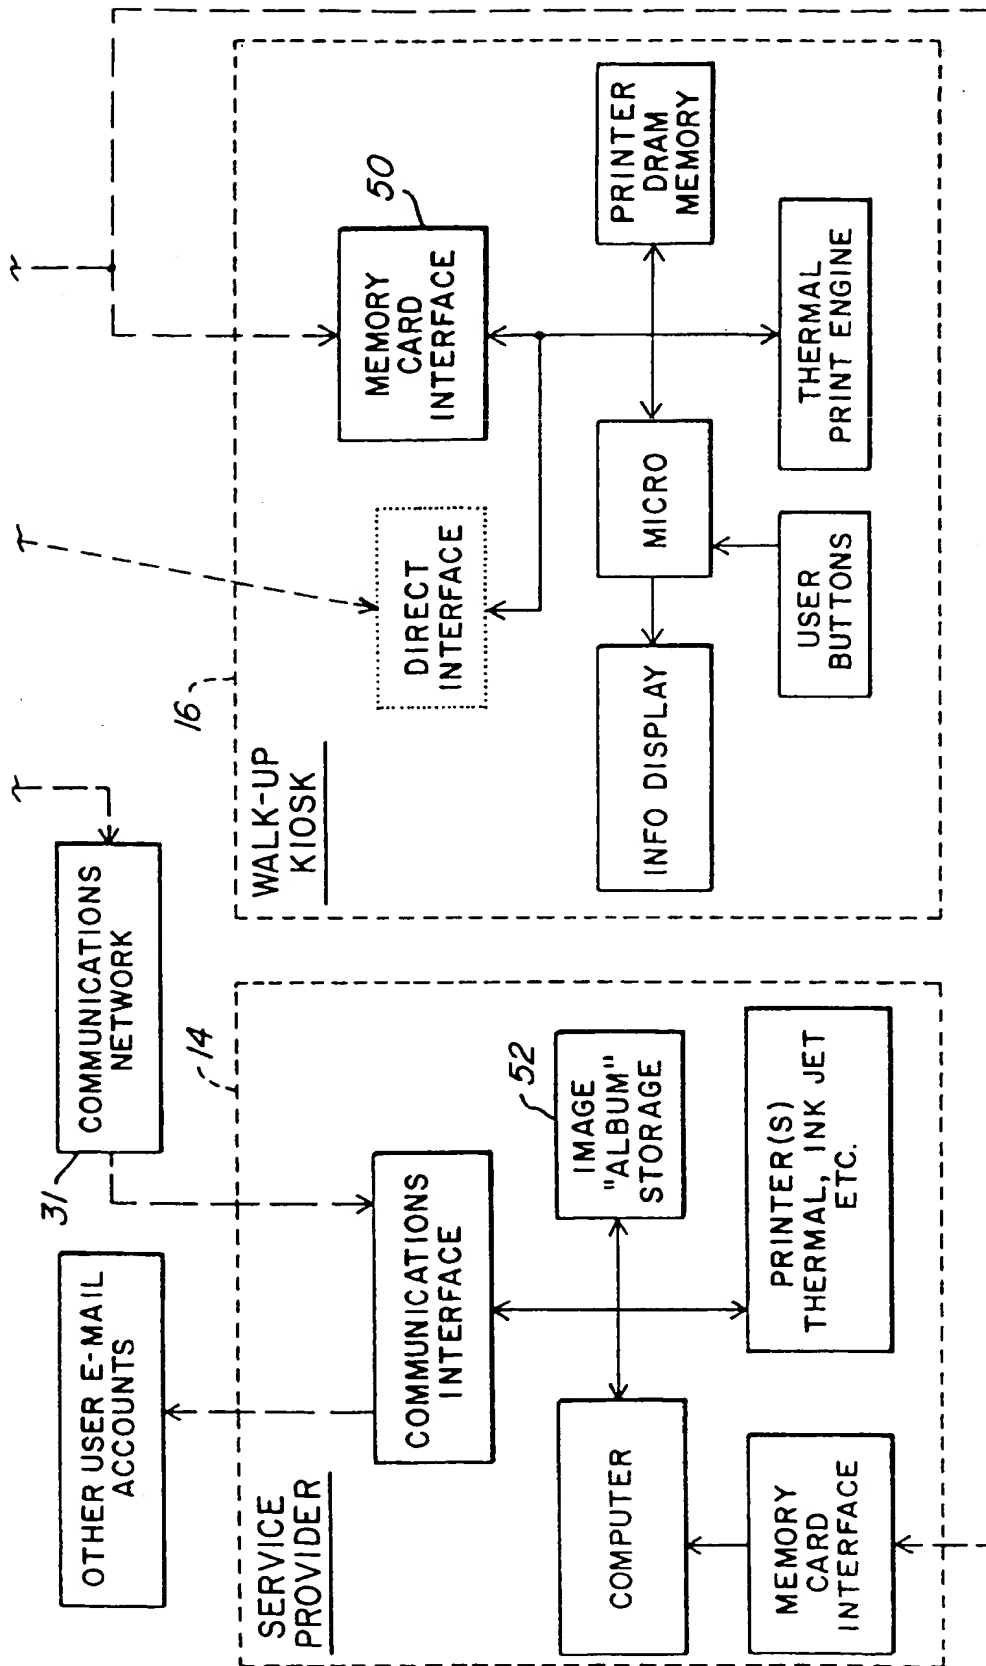 OTHER USER E-MAIL
ACCOUNTS
31
COMMUNICATIONS
NETWORK
14
SERVICE
PROVIDER
COMMUNICATIONS
INTERFACE
52
IMAGE
"ALBUM"
STORAGE
COMPUTER
MEMORY
CARD
INTERFACE
PRINTER(S)
THERMAL, INK JET
ETC.
16
WALK-UP
KIOSK
DIRECT
INTERFACE
50
MEMORY
CARD
INTERFACE
INFO DISPLAY
MICRO
PRINTER
DRAM
MEMORY
USER
BUTTONS
THERMAL
PRINT ENGINE